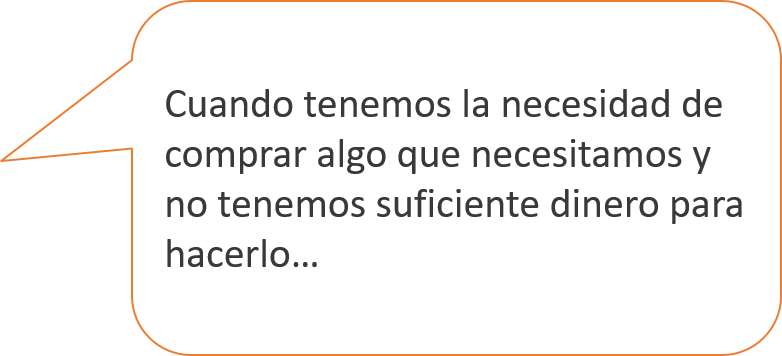 Cuando tenemos la necesidad de
comprar algo que necesitamos y
no tenemos suficiente dinero para
hacerlo…